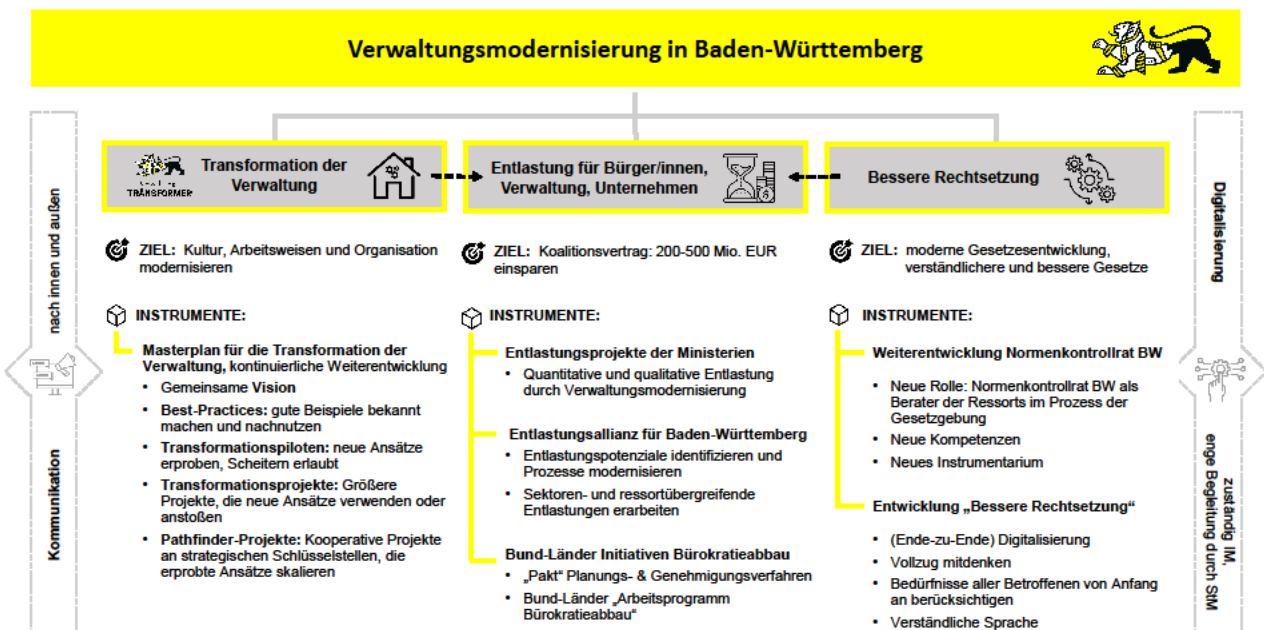 Verwaltungsmodernisierung in Baden-Württemberg
nach innen und außen
Kommunikation
TRANSFORMER
Transformation der
Verwaltung
ZIEL: Kultur, Arbeitsweisen und Organisation
modernisieren
INSTRUMENTE:
Masterplan für die Transformation der
Verwaltung, kontinuierliche Weiterentwicklung
• Gemeinsame Vision
• Best-Practices: gute Beispiele bekannt
machen und nachnutzen
• Transformationspiloten: neue Ansätze
erproben, Scheitern erlaubt
• Transformationsprojekte: Größere
Projekte, die neue Ansätze verwenden oder
anstoßen
• Pathfinder-Projekte: Kooperative Projekte
an strategischen Schlüsselstellen, die
erprobte Ansätze skalieren
Entlastung für Bürger/innen,
Verwaltung, Unternehmen
ZIEL: Koalitionsvertrag: 200-500 Mio. EUR
einsparen
INSTRUMENTE:
Entlastungsprojekte der Ministerien
• Quantitative und qualitative Entlastung
durch Verwaltungsmodernisierung
Entlastungsallianz für Baden-Württemberg
• Entlastungspotenziale identifizieren und
Prozesse modernisieren
• Sektoren- und ressortübergreifende
Entlastungen erarbeiten
Bund-Länder Initiativen Bürokratieabbau
• „Pakt“ Planungs- & Genehmigungsverfahren
• Bund-Länder „Arbeitsprogramm
Bürokratieabbau“
Bessere Rechtsetzung
ZIEL: moderne Gesetzesentwicklung,
verständlichere und bessere Gesetze
INSTRUMENTE:
Weiterentwicklung Normenkontrollrat BW
• Neue Rolle: Normenkontrollrat BW als
Berater der Ressorts im Prozess der
Gesetzgebung
• Neue Kompetenzen
• Neues Instrumentarium
Entwicklung „Bessere Rechtsetzung“
• (Ende-zu-Ende) Digitalisierung
• Vollzug mitdenken
• Bedürfnisse aller Betroffenen von Anfang
an berücksichtigen
• Verständliche Sprache
Digitalisierung
zuständig IM,
enge Begleitung durch StM